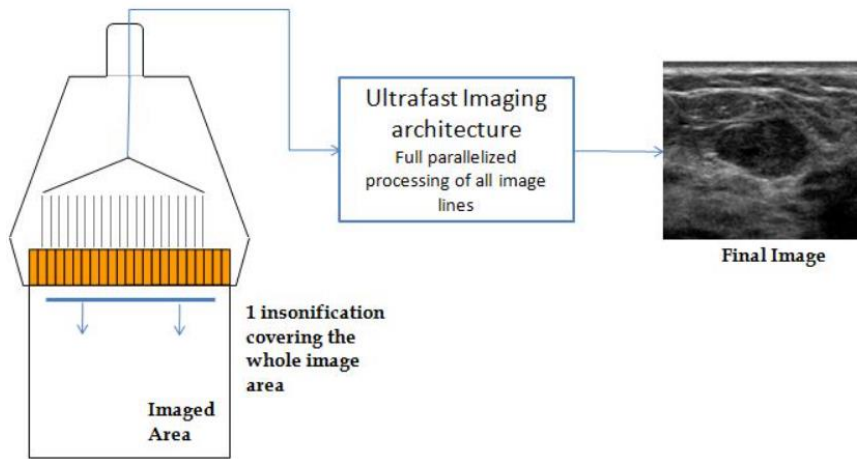 Ultrafast Imaging
architecture
Full parallelized
processing of all image
lines
Final Image
1 insonification
covering the
whole image
area
Imaged
Area